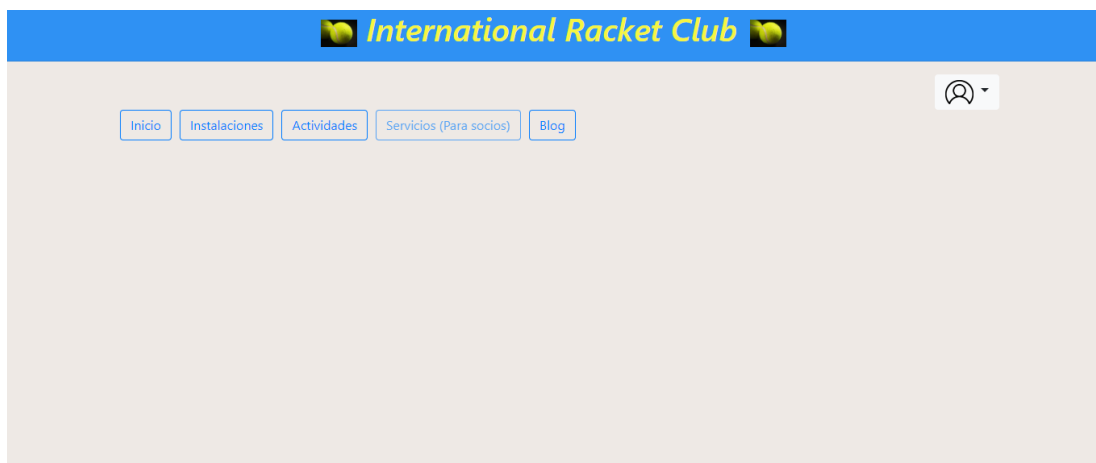 International Racket Club
Inicio Instalaciones Actividades Servicios (Para socios) Blog